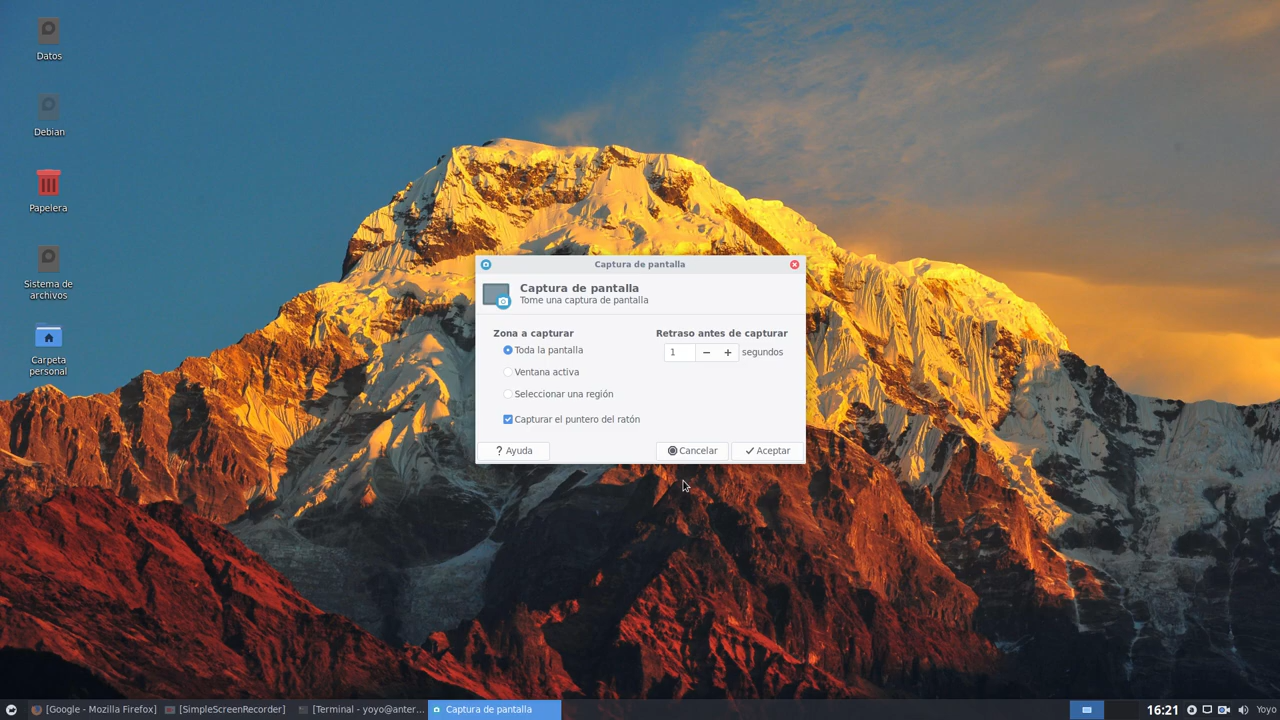 Datos
Debian
Papelera
Sistema de
archivos
Carpeta
personal
Captura de pantalla
Captura de pantalla
Tome una captura de pantalla
Zona a capturar
Toda la pantalla
Ventana activa
Seleccionar una región
Capturar el puntero del ratón
Retraso antes de capturar
1 − + segundos
? Ayuda
Cancelar
Aceptar
[Google - Mozilla Firefox]
[SimpleScreenRecorder]
[Terminal - yoyo@anter...
Captura de pantalla
16:21
Yoyo